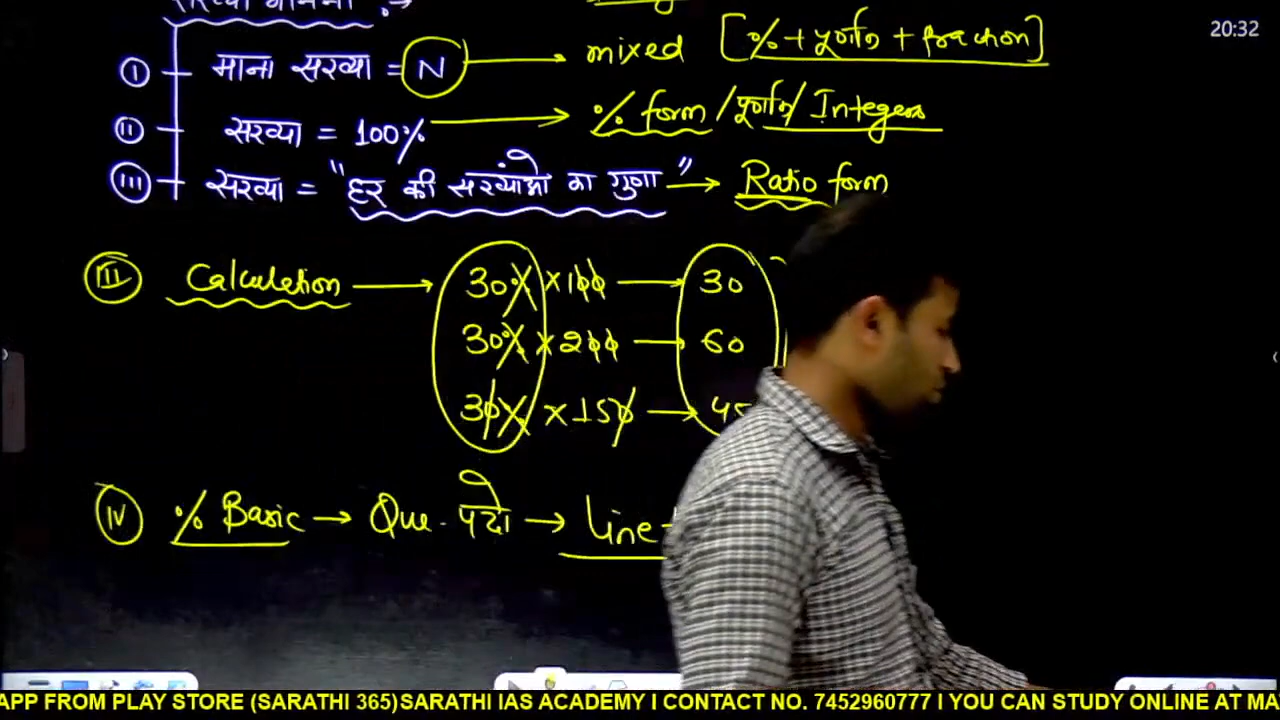 20:32
① माना संख्या = N → mixed [% + पूर्णांक + fraction]
② संख्या = 100% → % form / पूर्णांक / Integers
③ संख्या = "हर की संख्याओं का गुणा" → Ratio form
③ Calculation → 30% × 100 → 30
30% × 200 → 60
30% × 150 → 45
④ % Basic → Que. पढ़ो → Line
APP FROM PLAY STORE (SARATHI 365)SARATHI IAS ACADEMY I CONTACT NO. 7452960777 I YOU CAN STUDY ONLINE AT MA